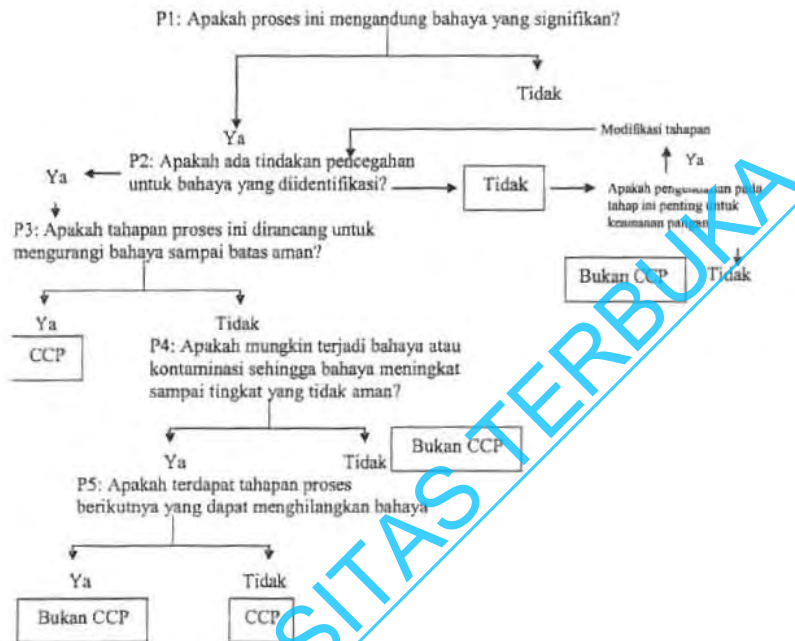 P1: Apakah proses ini mengandung bahaya yang signifikan?
Tidak
Ya
Modifikasi tahapan
Ya
P2: Apakah ada tindakan pencegahan
untuk bahaya yang diidentifikasi?
Ya
Tidak
Apakah pada
tahap ini penting untuk
keamanan pangan
P3: Apakah tahapan proses ini dirancang untuk
mengurangi bahaya sampai batas aman?
Bukan CCP
Tidak
Ya
Tidak
CCP
P4: Apakah mungkin terjadi bahaya atau
kontaminasi sehingga bahaya meningkat
sampai tingkat yang tidak aman?
Ya
Tidak
Bukan CCP
P5: Apakah terdapat tahapan proses
berikutnya yang dapat menghilangkan bahaya
Ya
Tidak
Bukan CCP
CCP
SITAS TERBUKA